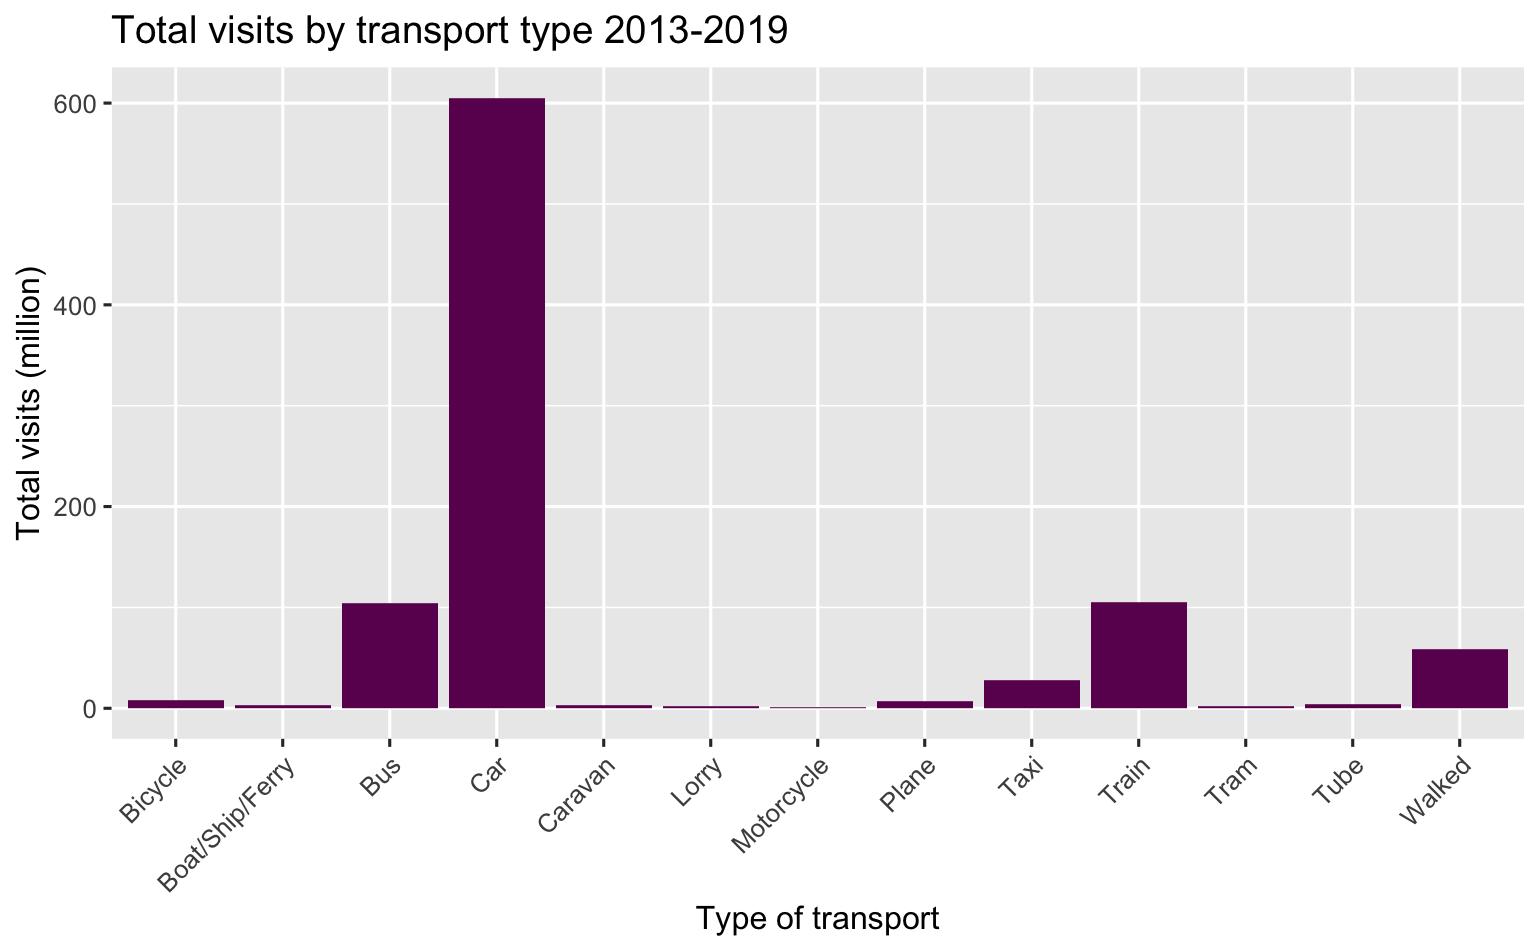 Total visits by transport type 2013-2019
Total visits (million)
600
400
200
0
Bicycle
Boat/Ship/Ferry
Bus
Car
Caravan
Lorry
Motorcycle
Plane
Taxi
Train
Tram
Tube
Walked
Type of transport